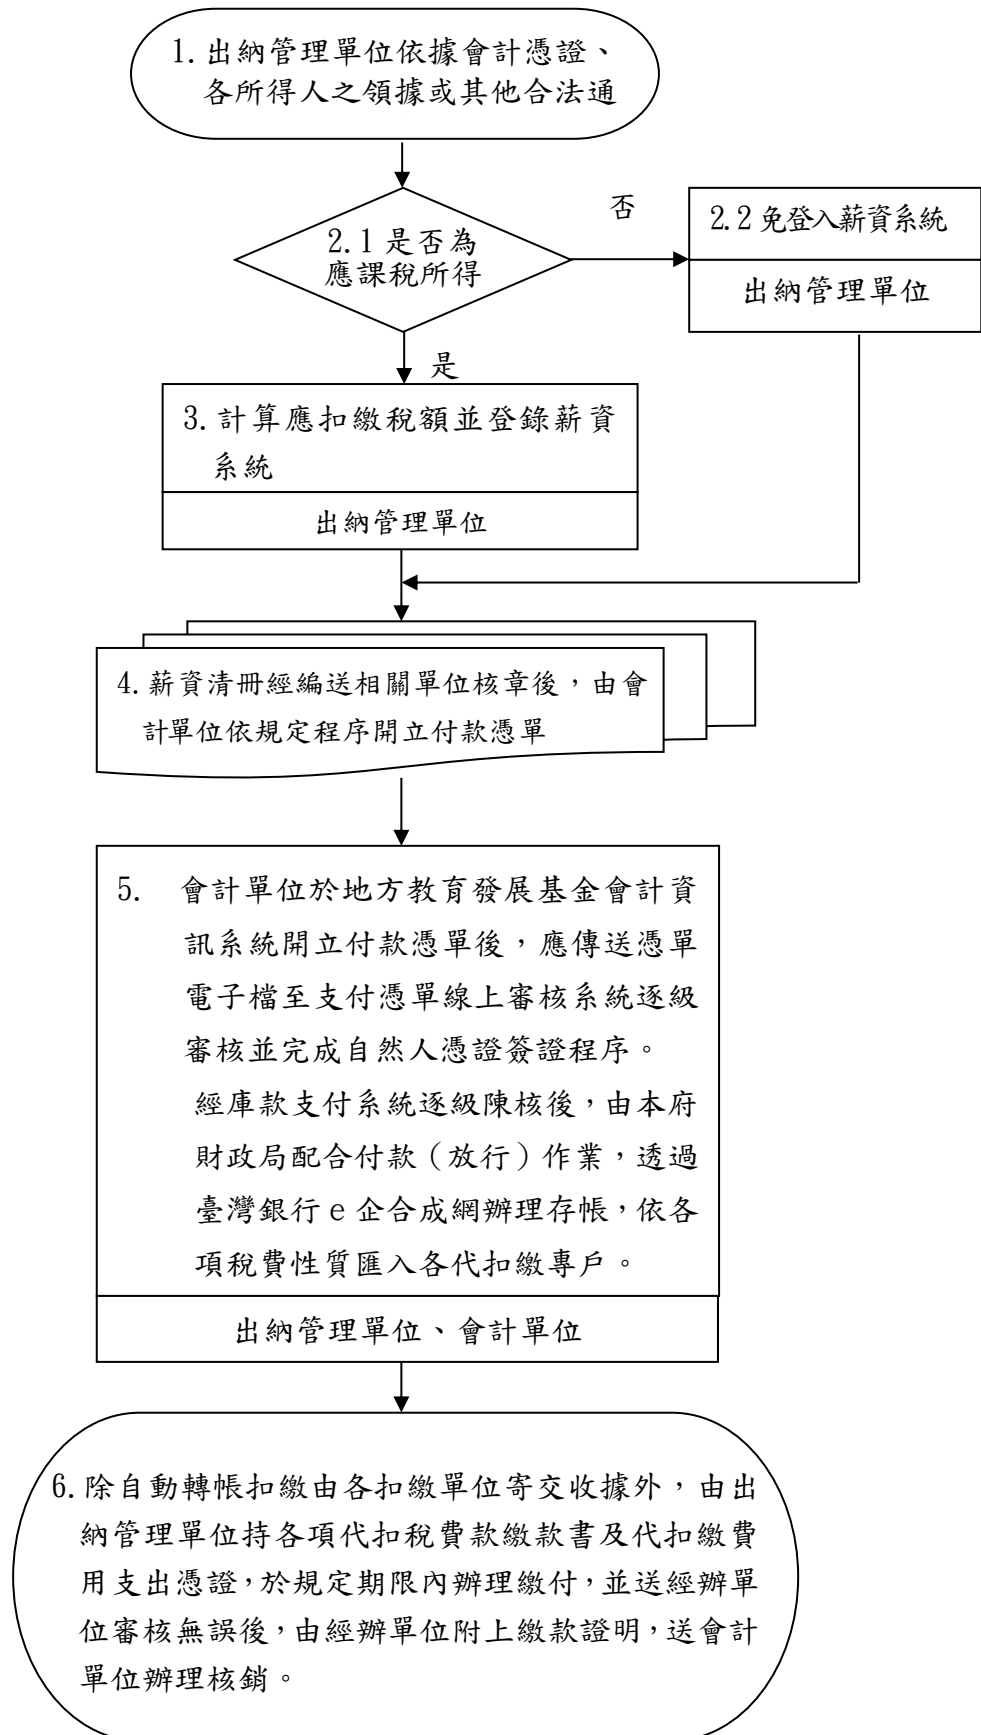 1. 出納管理單位依據會計憑證、
各所得人之領據或其他合法通
2.1 是否為
應課稅所得
否
2.2 免登入薪資系統
出納管理單位
是
3. 計算應扣繳稅額並登錄薪資
系統
出納管理單位
4. 薪資清冊經編送相關單位核章後，由會
計單位依規定程序開立付款憑單
5. 會計單位於地方教育發展基金會計資
訊系統開立付款憑單後，應傳送憑單
電子檔至支付憑單線上審核系統逐級
審核並完成自然人憑證簽證程序。
經庫款支付系統逐級陳核後，由本府
財政局配合付款（放行）作業，透過
臺灣銀行 e 企合成網辦理存帳，依各
項稅費性質匯入各代扣繳專戶。
出納管理單位、會計單位
6. 除自動轉帳扣繳由各扣繳單位寄交收據外，由出
納管理單位持各項代扣稅費款繳款書及代扣繳費
用支出憑證，於規定期限內辦理繳付，並送經辦單
位審核無誤後，由經辦單位附上繳款證明，送會計
單位辦理核銷。